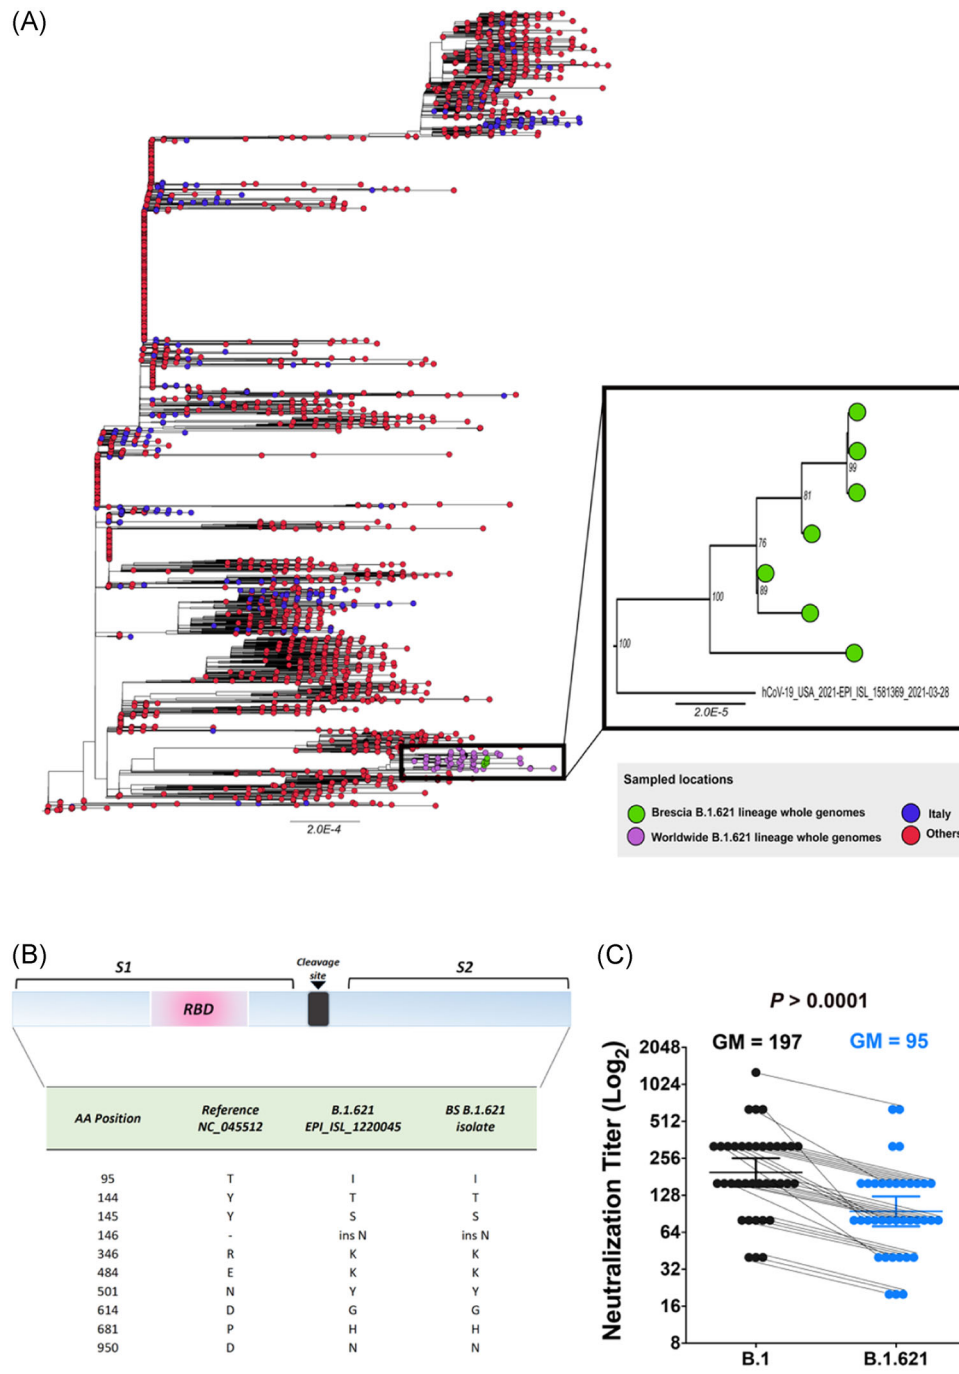 (A)
99
81
76
89
100
100
hCoV-19_USA_2021-EPI_ISL_1581369_2021-03-28
2.0E-5
2.0E-4
Sampled locations
Brescia B.1.621 lineage whole genomes
Italy
Worldwide B.1.621 lineage whole genomes
Others
(B)
S1
Cleavage
site
S2
RBD
AA Position
Reference
NC_045512
B.1.621
EPI_ISL_1220045
BS B.1.621
isolate
95 T I I
144 Y T T
145 Y S S
146 - ins N ins N
346 R K K
484 E K K
501 N Y Y
614 D G G
681 P H H
950 D N N
(C)
P > 0.0001
GM = 197
GM = 95
Neutralization Titer (Log2)
2048
1024
512
256
128
64
32
16
8
B.1
B.1.621